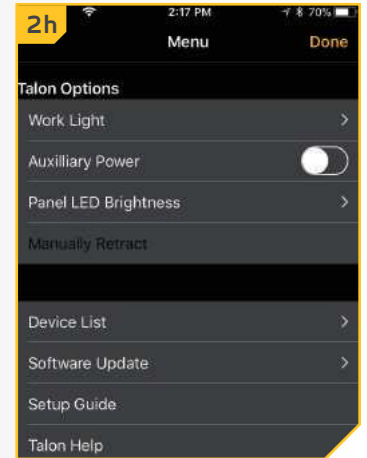 2h
2:17 PM
70%
Menu
Done
Talon Options
Work Light
Auxilliary Power
Panel LED Brightness
Manually Retract
Device List
Software Update
Setup Guide
Talon Help